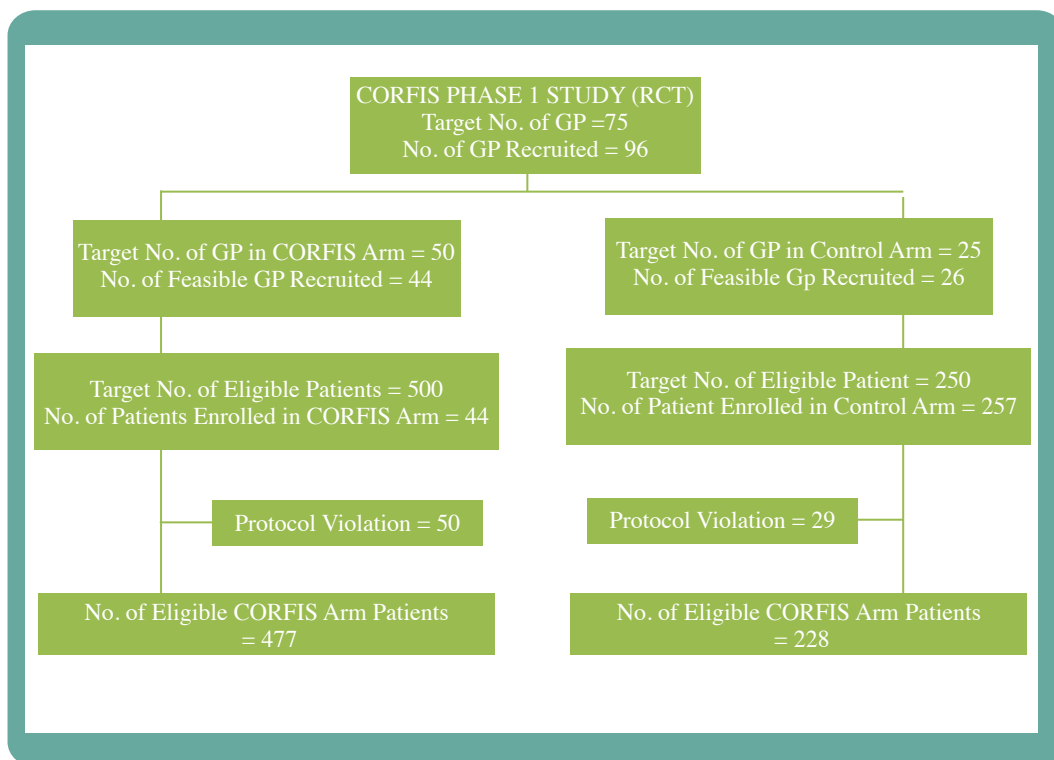 CORFIS PHASE 1 STUDY (RCT)
Target No. of GP =75
No. of GP Recruited = 96
Target No. of GP in CORFIS Arm = 50
No. of Feasible GP Recruited = 44
Target No. of GP in Control Arm = 25
No. of Feasible Gp Recruited = 26
Target No. of Eligible Patients = 500
No. of Patients Enrolled in CORFIS Arm = 44
Target No. of Eligible Patient = 250
No. of Patient Enrolled in Control Arm = 257
Protocol Violation = 50
Protocol Violation = 29
No. of Eligible CORFIS Arm Patients
= 477
No. of Eligible CORFIS Arm Patients
= 228